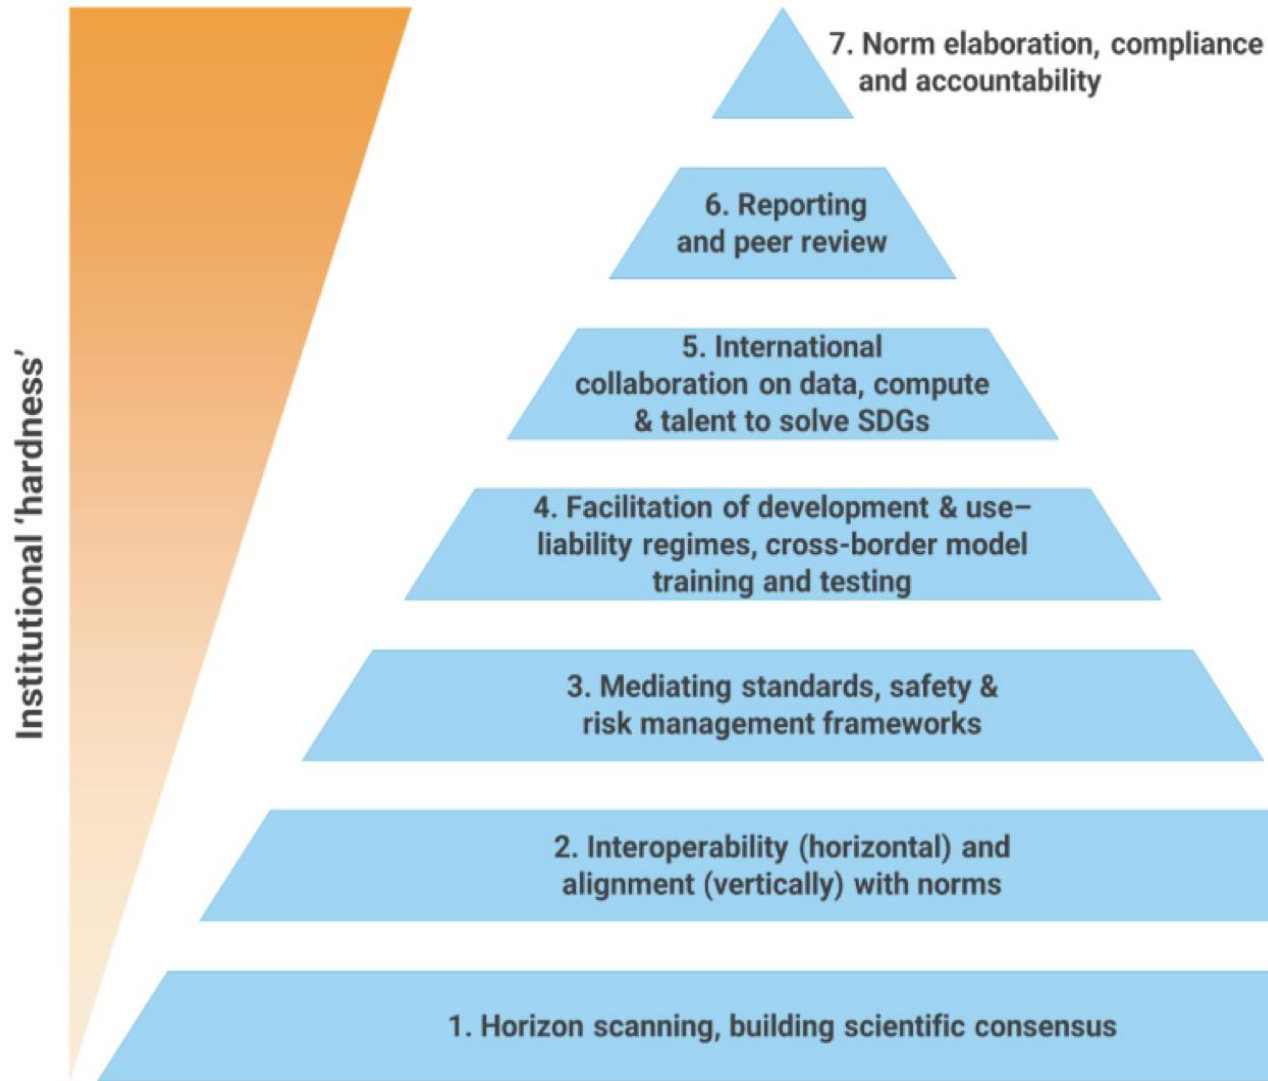 Institutional ‘hardness’
7. Norm elaboration, compliance
and accountability
6. Reporting
and peer review
5. International
collaboration on data, compute
& talent to solve SDGs
4. Facilitation of development & use–
liability regimes, cross-border model
training and testing
3. Mediating standards, safety &
risk management frameworks
2. Interoperability (horizontal) and
alignment (vertically) with norms
1. Horizon scanning, building scientific consensus